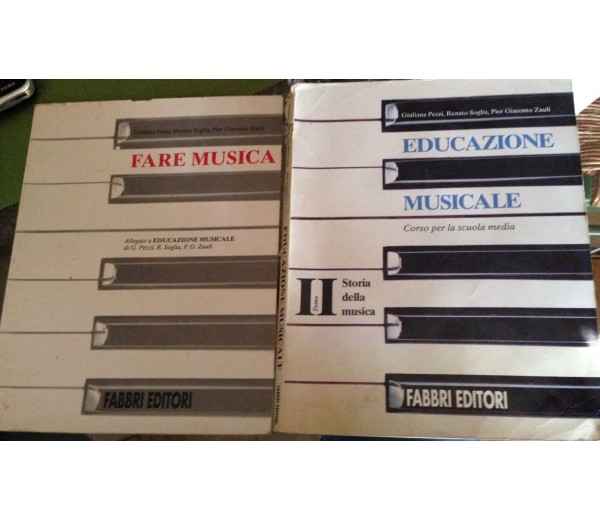 Giuliana Pezzi, Renato Soglia, Pier Giacomo Zauli
FARE MUSICA
Allegato a EDUCAZIONE MUSICALE
di G. Pezzi, R. Soglia, P. G. Zauli
FABBRI EDITORI
EDUCAZIONE MUSICALE
Giuliana Pezzi, Renato Soglia, Pier Giacomo Zauli
EDUCAZIONE
MUSICALE
Corso per la scuola media
Tomo
II
Storia
della
musica
FABBRI EDITORI